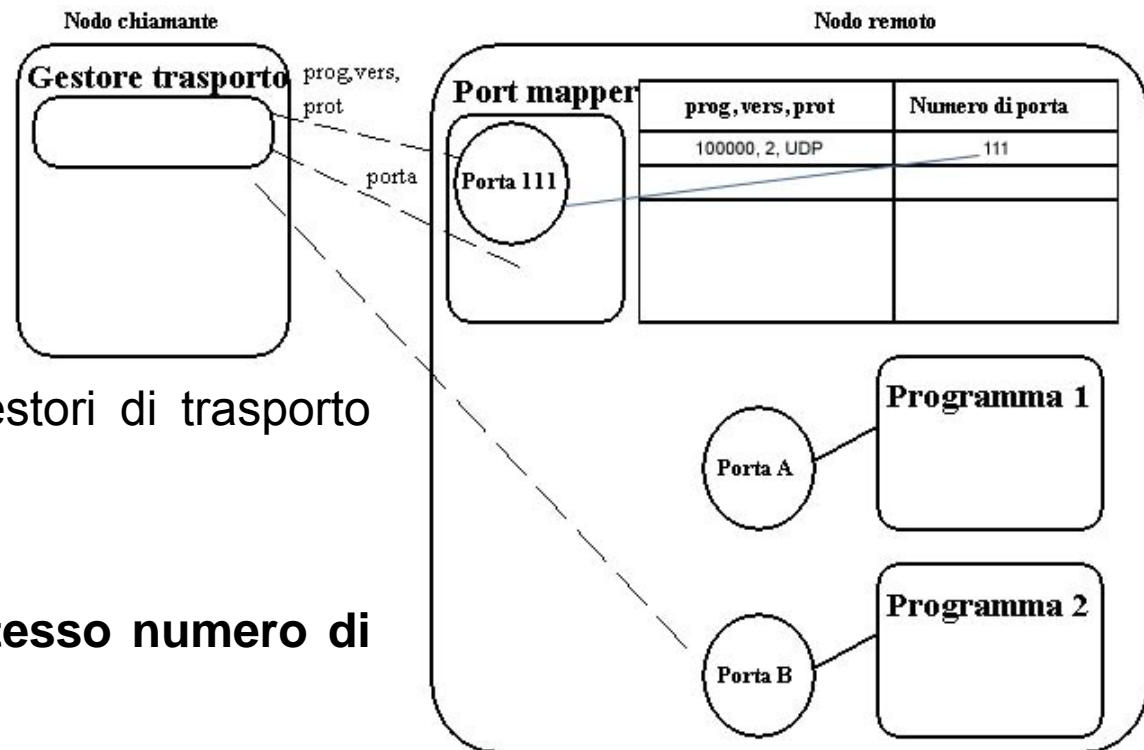 Nodo chiamante
Nodo remoto
Gestore trasporto
prog,vers,
prot
porta
Port mapper
Porta 111
prog,vers,prot
Numero di porta
100000, 2, UDP
111
estori di trasporto
Programma 1
Porta A
tesso numero di
Programma 2
Porta B